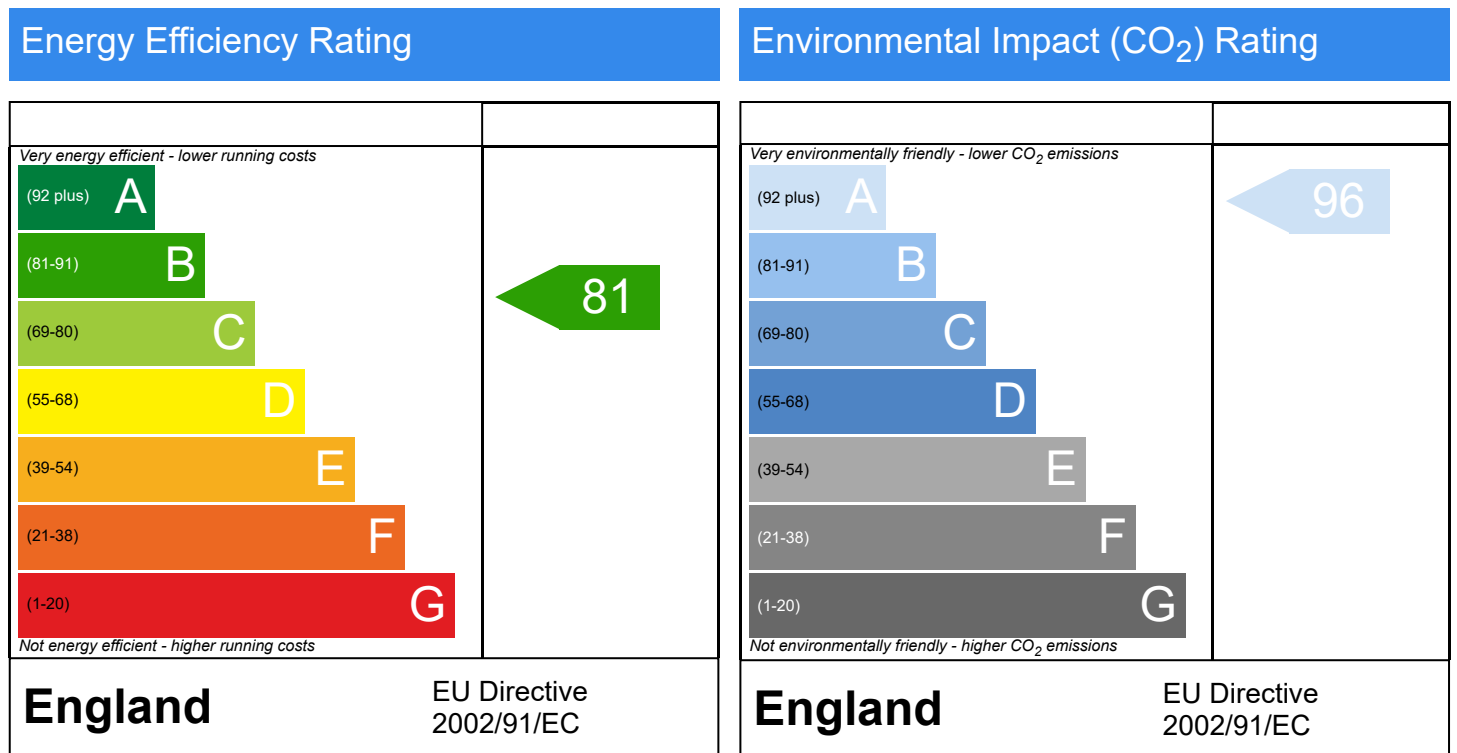 Energy Efficiency Rating
Very energy efficient - lower running costs
(92 plus) A
(81-91) B
(69-80) C
(55-68) D
(39-54) E
(21-38) F
(1-20) G
81
Not energy efficient - higher running costs
England
EU Directive
2002/91/EC
Environmental Impact (CO2) Rating
Very environmentally friendly - lower CO2 emissions
(92 plus) A
(81-91) B
(69-80) C
(55-68) D
(39-54) E
(21-38) F
(1-20) G
96
Not environmentally friendly - higher CO2 emissions
England
EU Directive
2002/91/EC